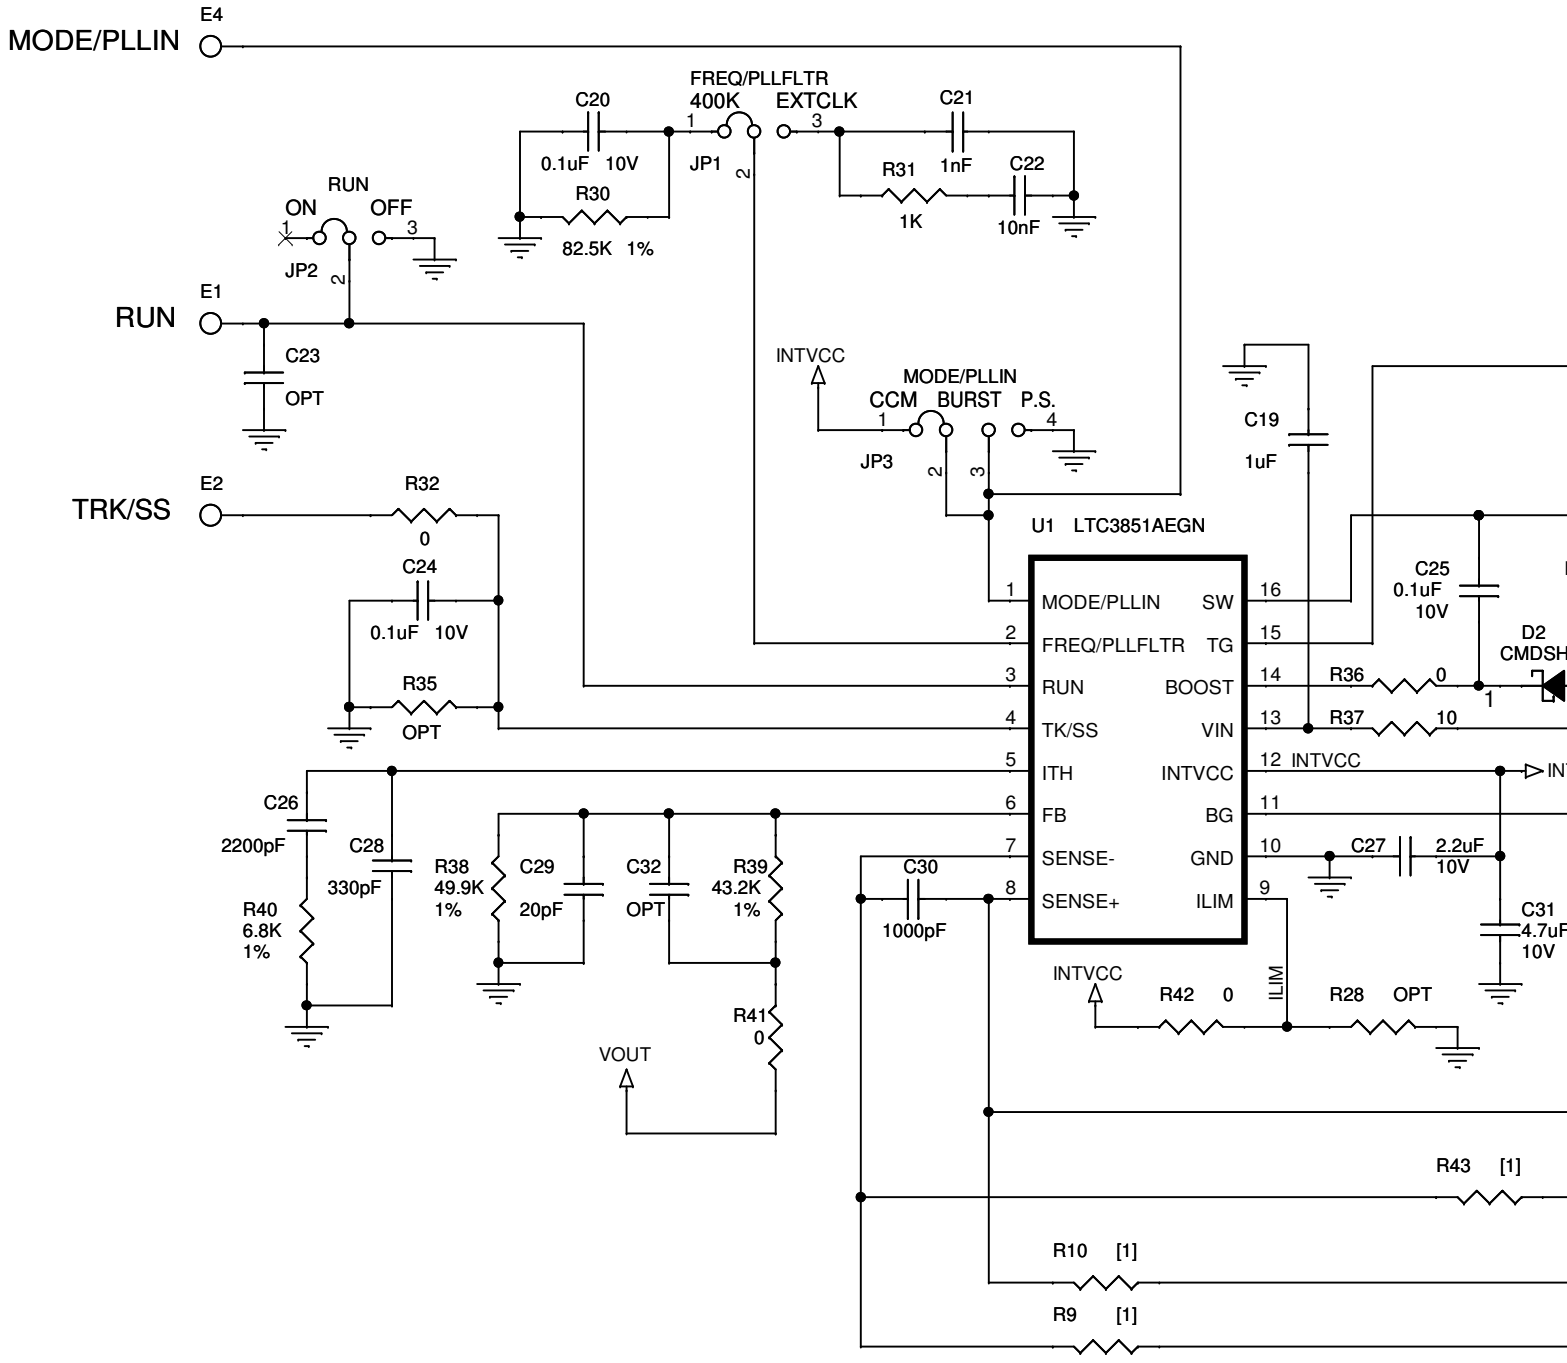 E4
MODE/PLLIN
FREQ/PLLFLTR
400K EXTCLK
C20
C21
1
3
0.1uF 10V
JP1
2
1nF
R31
C22
R30
1K
10nF
82.5K 1%
RUN
ON OFF
1
3
JP2
2
E1
RUN
C23
OPT
INTVCC
MODE/PLLIN
CCM BURST P.S.
1
4
JP3
2
3
C19
1uF
E2
TRK/SS
R32
0
C24
0.1uF 10V
R35
OPT
U1 LTC3851AEGN
1 MODE/PLLIN SW 16
2 FREQ/PLLFLTR TG 15
3 RUN BOOST 14
4 TK/SS VIN 13
5 ITH INTVCC 12 INTVCC
6 FB BG 11
7 SENSE- GND 10
8 SENSE+ ILIM 9
C25
0.1uF
10V
D2
CMDSH
R36 0
1
R37 10
IN
C26
2200pF
C28
330pF
R40
6.8K
1%
R38
49.9K
1%
C29
20pF
C32
OPT
R39
43.2K
1%
C30
1000pF
C27 2.2uF
10V
C31
4.7uF
10V
INTVCC
R42 0
ILIM
R28 OPT
R41
0
VOUT
R43 [1]
R10 [1]
R9 [1]